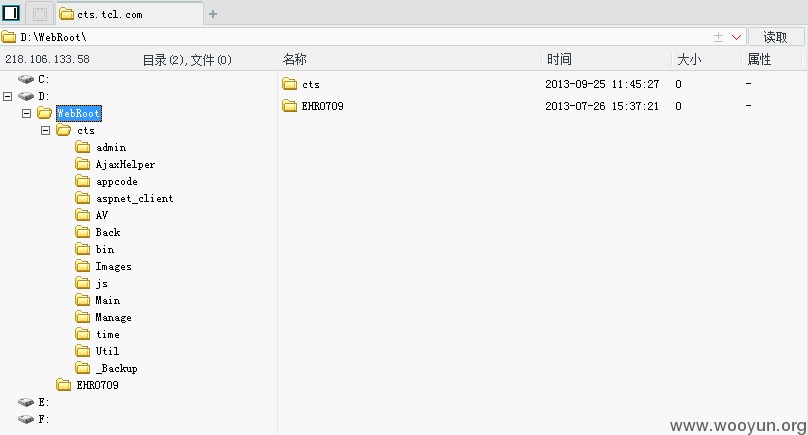 cts.tcl.com
D:\WebRoot\ 读取
218.106.133.58 目录(2),文件(0) 名称 时间 大小 属性
C:
D:
WebRoot
cts
admin
AjaxHelper
appcode
aspnet_client
AV
Back
bin
Images
js
Main
Manage
time
Util
_Backup
EHR0709
E:
F:
cts 2013-09-25 11:45:27 0 -
EHR0709 2013-07-26 15:37:21 0 -
www.wooyun.org